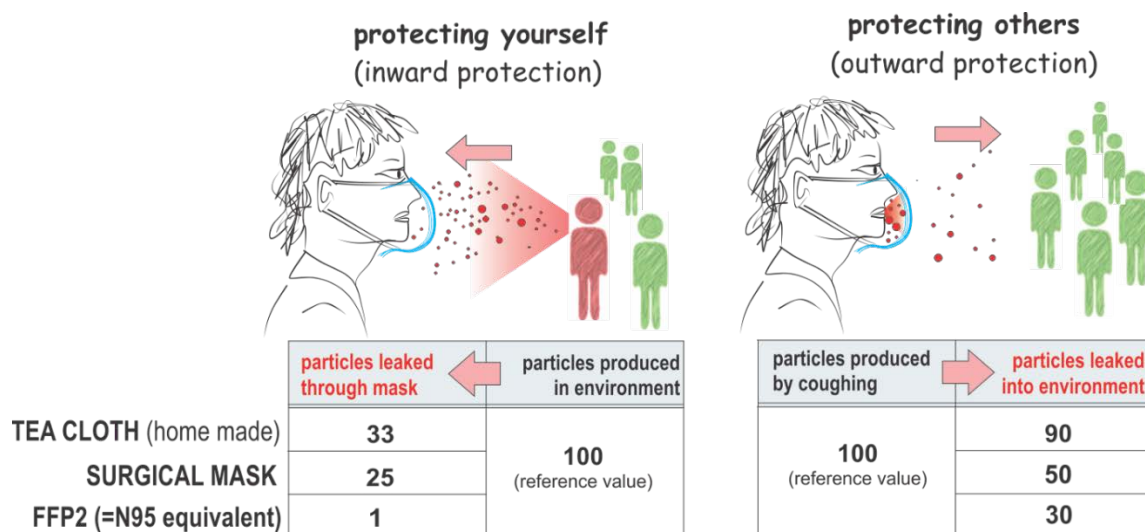 protecting yourself
(inward protection)
protecting others
(outward protection)
particles leaked
through mask
particles produced
in environment
particles produced
by coughing
particles leaked
into environment
TEA CLOTH (home made)
33
100
(reference value)
100
(reference value)
90
SURGICAL MASK
25
50
FFP2 (=N95 equivalent)
1
30